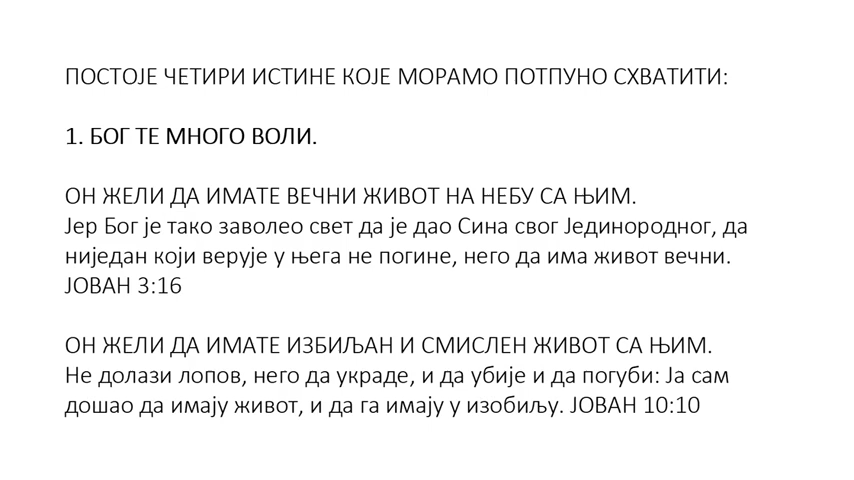 ПОСТОЈЕ ЧЕТИРИ ИСТИНЕ КОЈЕ МОРАМО ПОТПУНО СХВАТИТИ:
1. БОГ ТЕ МНОГО ВОЛИ.
ОН ЖЕЛИ ДА ИМАТЕ ВЕЧНИ ЖИВОТ НА НЕБУ СА ЊИМ.
Јер Бог је тако заволео свет да је дао Сина свог Јединородног, да
ниједан који верује у њега не погине, него да има живот вечни.
ЈОВАН 3:16
ОН ЖЕЛИ ДА ИМАТЕ ИЗБИЉАН И СМИСЛЕН ЖИВОТ СА ЊИМ.
Не долази лопов, него да украде, и да убије и да погуби: Ја сам
дошао да имају живот, и да га имају у изобиљу. ЈОВАН 10:10